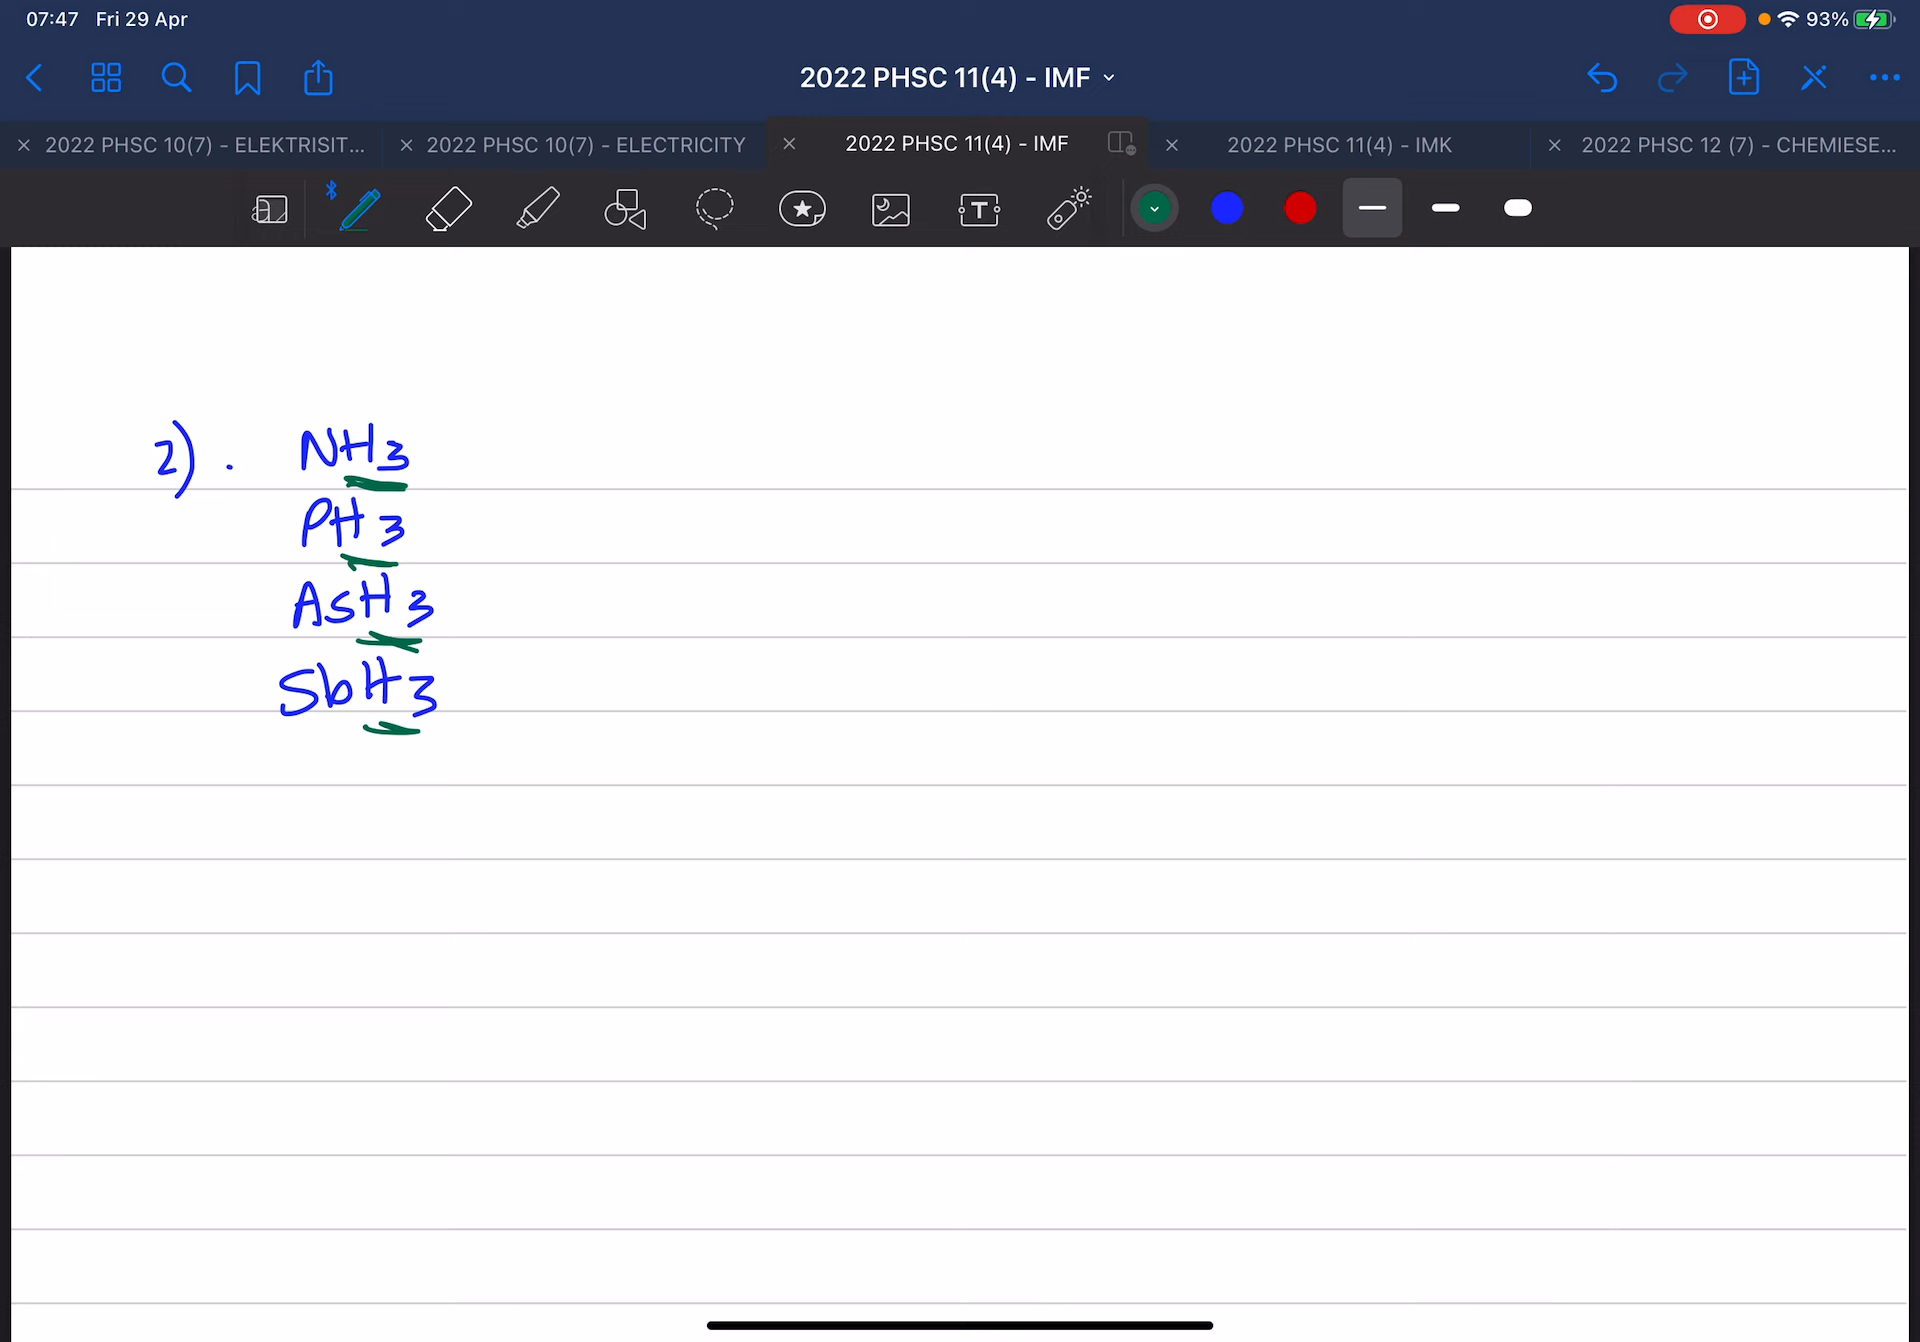 07:47 Fri 29 Apr 93%
2022 PHSC 11(4) - IMF
2022 PHSC 10(7) - ELEKTRISIT... 2022 PHSC 10(7) - ELECTRICITY 2022 PHSC 11(4) - IMF 2022 PHSC 11(4) - IMK 2022 PHSC 12 (7) - CHEMIESE...
T
2). NH3
PH3
AsH3
SbH3